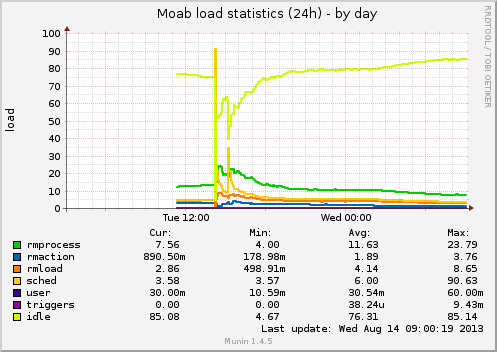 Moab load statistics (24h) - by day
RRDTOOL / TOBI OETIKER
load
100
90
80
70
60
50
40
30
20
10
0
Tue 12:00 Wed 00:00
Cur: Min: Avg: Max:
rmprocess 7.56 4.00 11.63 23.79
rmaction 890.50m 178.98m 1.89 3.76
rmload 2.86 498.91m 4.14 8.65
sched 3.58 3.57 6.00 90.63
user 30.00m 10.59m 30.54m 60.00m
triggers 0.00 0.00 38.24u 9.43m
idle 85.08 4.67 76.31 85.14
Last update: Wed Aug 14 09:00:19 2013
Munin 1.4.5